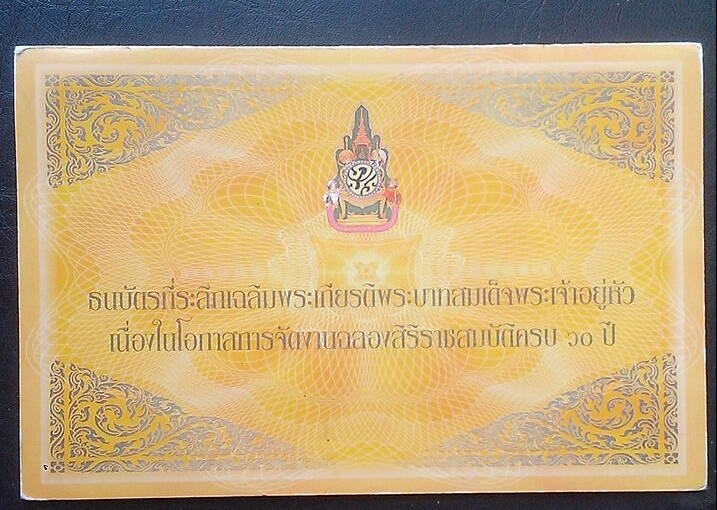 ธนบัตรที่ระลึกเฉลิมพระเกียรติพระบาทสมเด็จพระเจ้าอยู่หัว
เนื่องในโอกาสการจัดงานฉลองสิริราชสมบัติครบ ๖๐ ปี